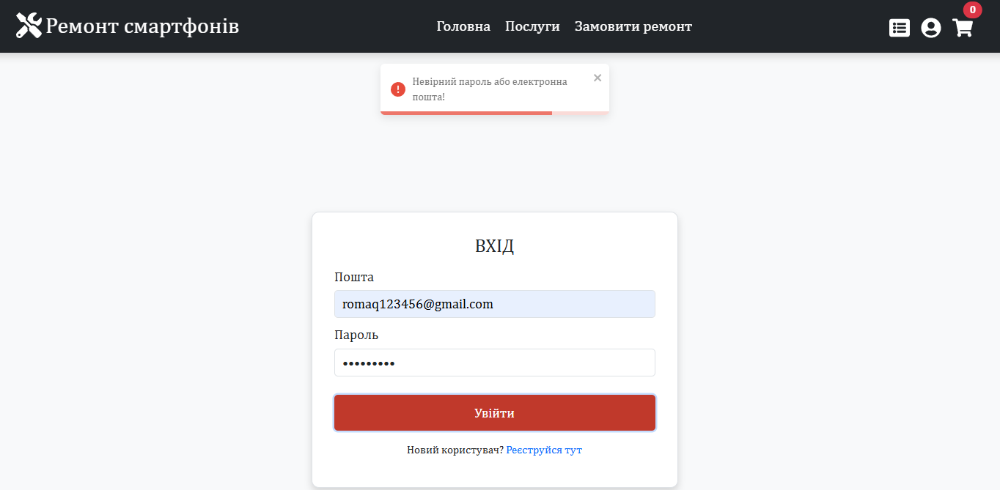 Ремонт смартфонів
Головна Послуги Замовити ремонт
0
Невірний пароль або електронна
пошта!
ВХІД
Пошта
romaq123456@gmail.com
Пароль
•••••••••
Увійти
Новий користувач? Реєструйся тут